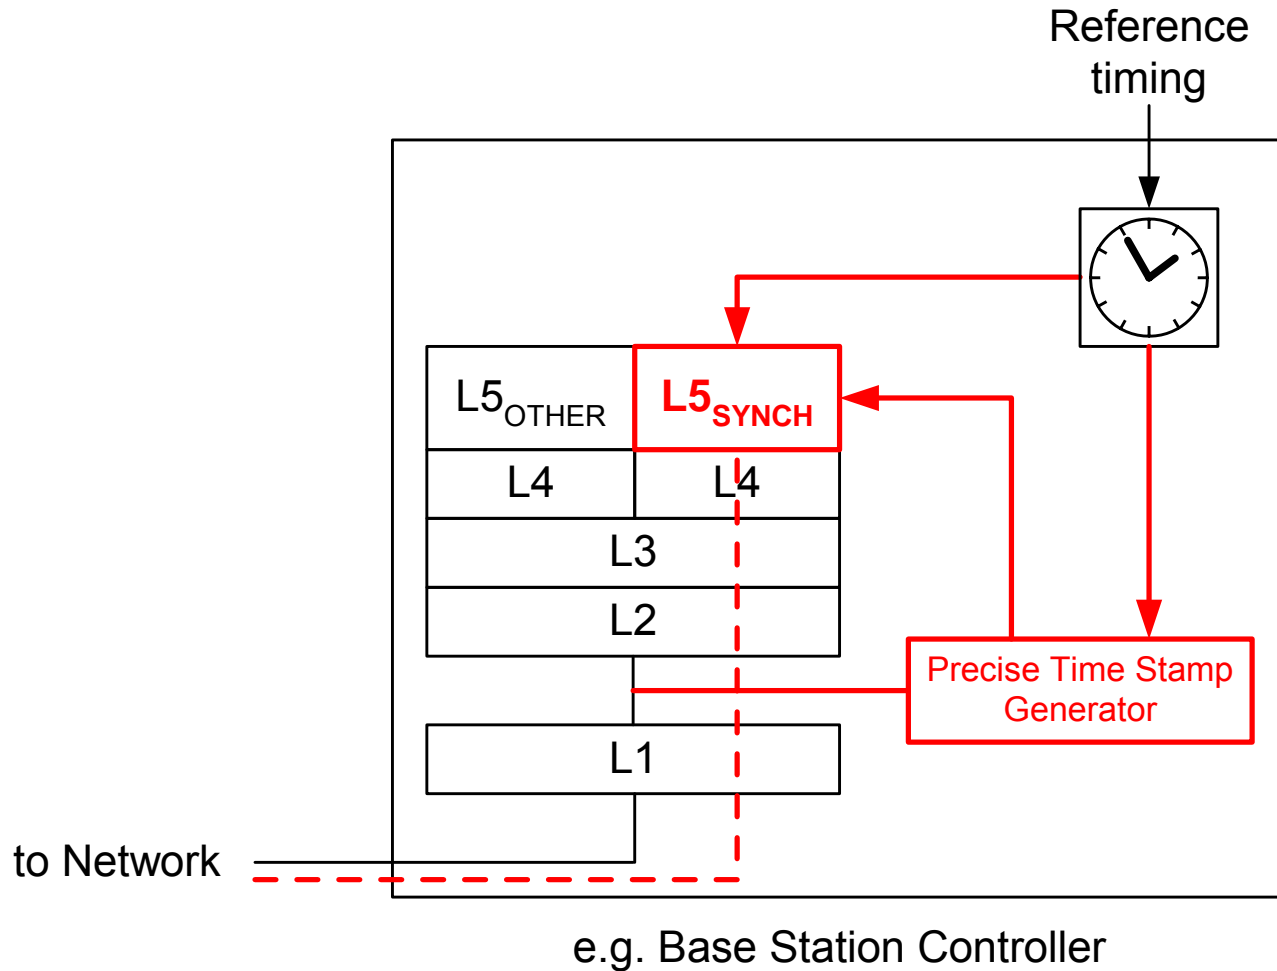 Reference
timing
L5OTHER
L5SYNCH
L4
L4
L3
L2
Precise Time Stamp
Generator
L1
to Network
e.g. Base Station Controller